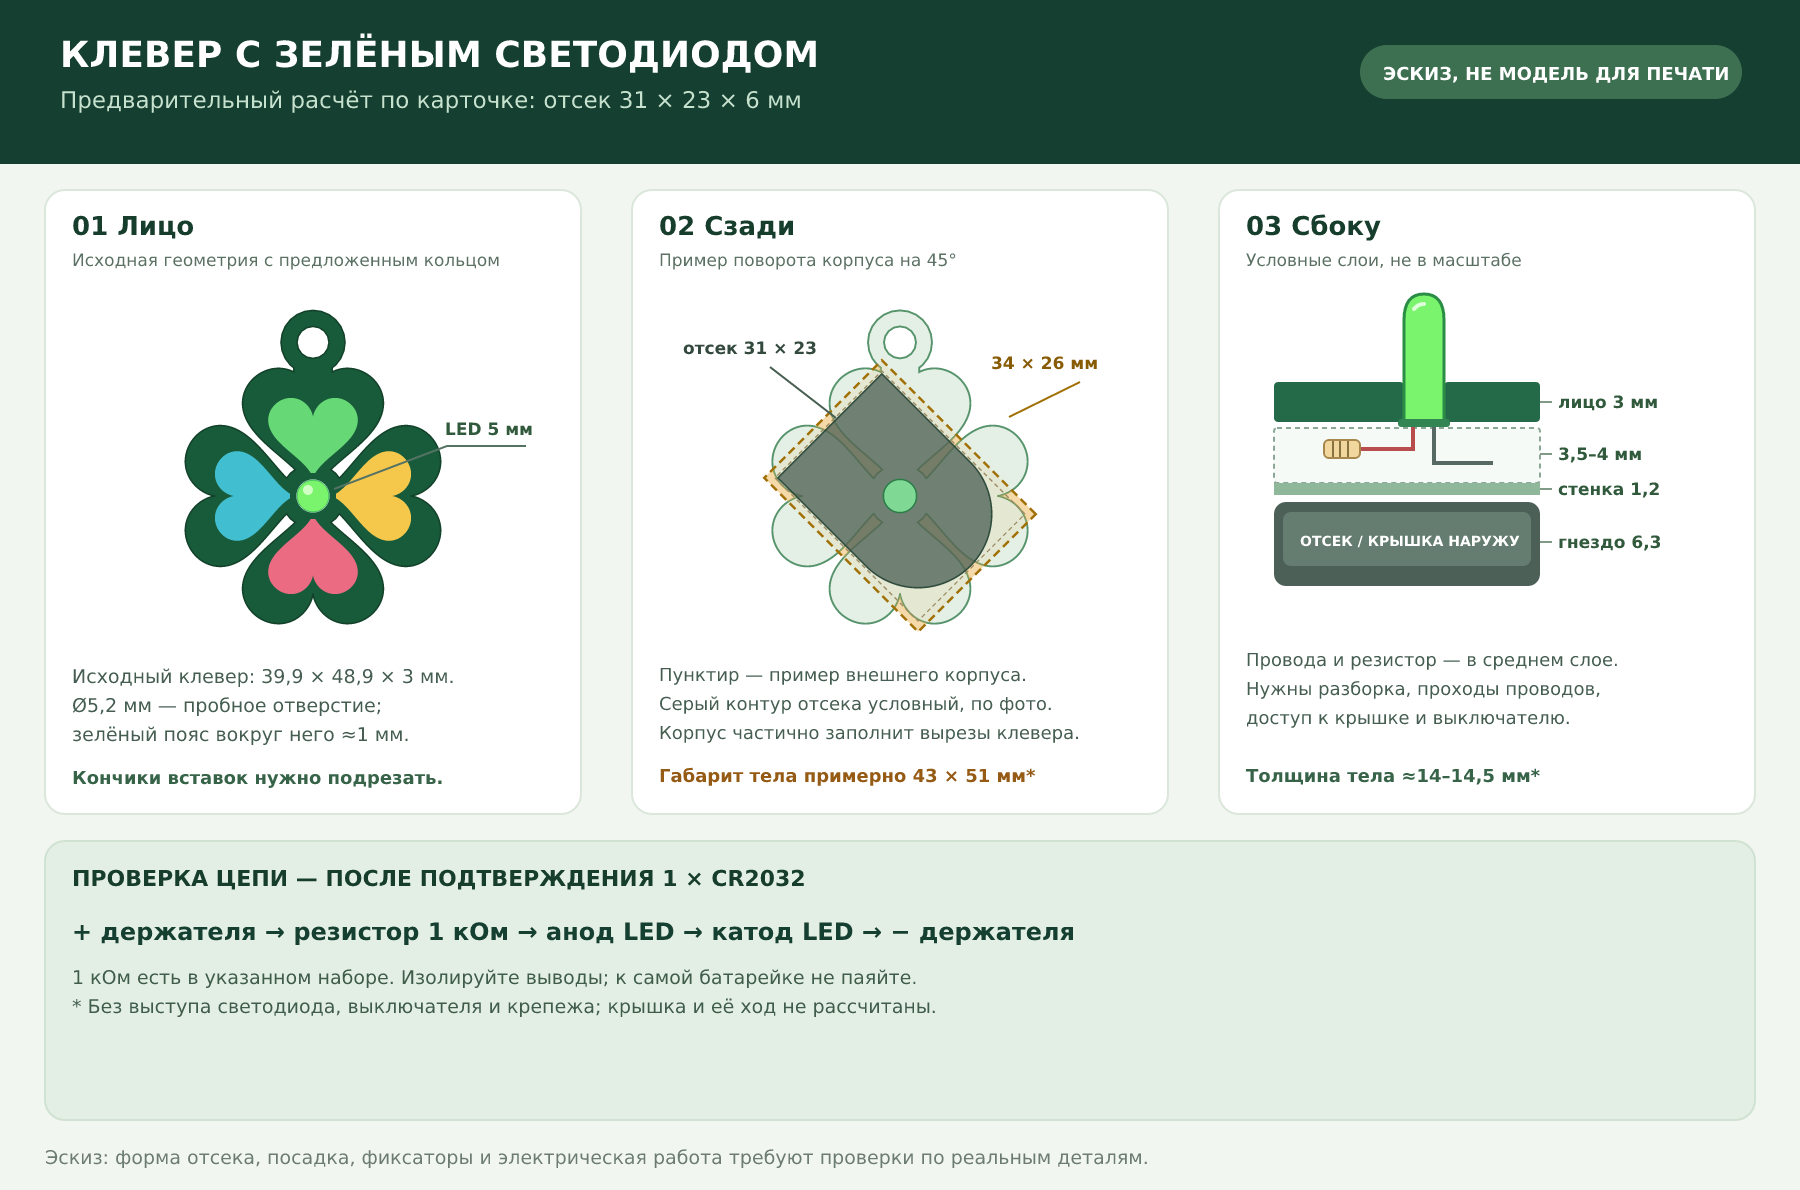 КЛЕВЕР С ЗЕЛЁНЫМ СВЕТОДИОДОМ
Предварительный расчёт по карточке: отсек 31 × 23 × 6 мм
ЭСКИЗ, НЕ МОДЕЛЬ ДЛЯ ПЕЧАТИ
01 Лицо
Исходная геометрия с предложенным кольцом
LED 5 мм
Исходный клевер: 39,9 × 48,9 × 3 мм.
Ø5,2 мм — пробное отверстие;
зелёный пояс вокруг него ≈1 мм.
Кончики вставок нужно подрезать.
02 Сзади
Пример поворота корпуса на 45°
отсек 31 × 23
34 × 26 мм
Пунктир — пример внешнего корпуса.
Серый контур отсека условный, по фото.
Корпус частично заполнит вырезы клевера.
Габарит тела примерно 43 × 51 мм*
03 Сбоку
Условные слои, не в масштабе
лицо 3 мм
3,5–4 мм
стенка 1,2
ОТСЕК / КРЫШКА НАРУЖУ
гнездо 6,3
Провода и резистор — в среднем слое.
Нужны разборка, проходы проводов,
доступ к крышке и выключателю.
Толщина тела ≈14–14,5 мм*
ПРОВЕРКА ЦЕПИ — ПОСЛЕ ПОДТВЕРЖДЕНИЯ 1 × CR2032
+ держателя → резистор 1 кОм → анод LED → катод LED → − держателя
1 кОм есть в указанном наборе. Изолируйте выводы; к самой батарейке не паяйте.
* Без выступа светодиода, выключателя и крепежа; крышка и её ход не рассчитаны.
Эскиз: форма отсека, посадка, фиксаторы и электрическая работа требуют проверки по реальным деталям.